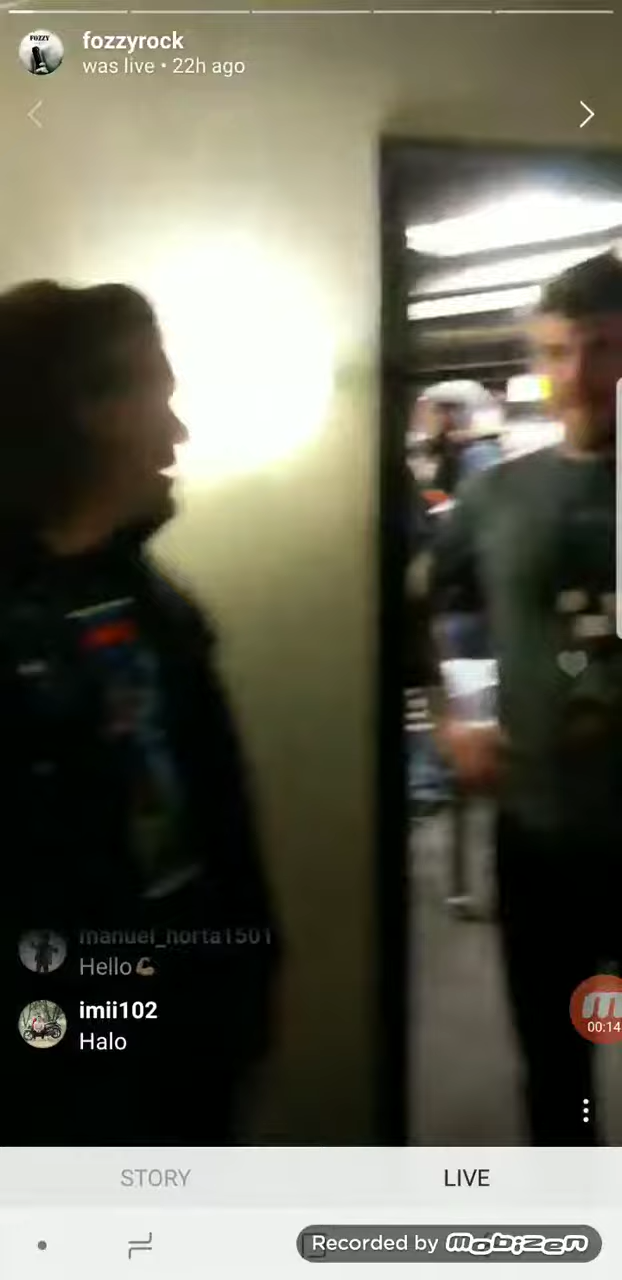 FOZZY
fozzyrock
was live • 22h ago
manuel_horta1501
Hello💪🏼
imii102
Halo
00:14
STORY
LIVE
Recorded by mobizen